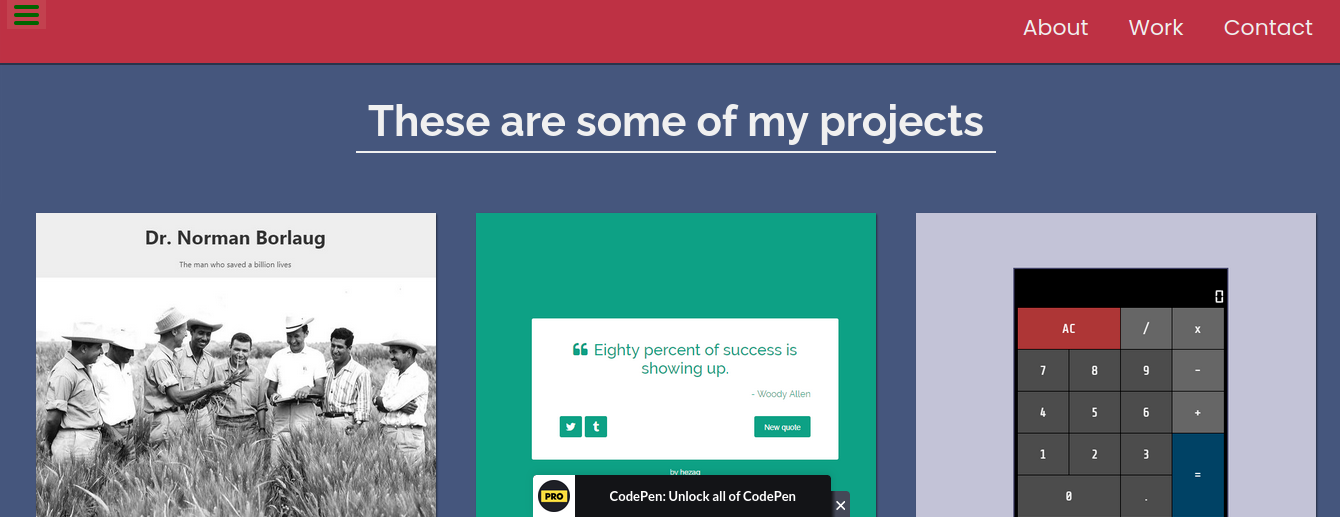 About Work Contact
These are some of my projects
Dr. Norman Borlaug
The man who saved a billion lives
Eighty percent of success is
showing up.
- Woody Allen
New quote
by hezag
PRO
CodePen: Unlock all of CodePen
0
AC / x
7 8 9 -
4 5 6 +
1 2 3
=
0 .